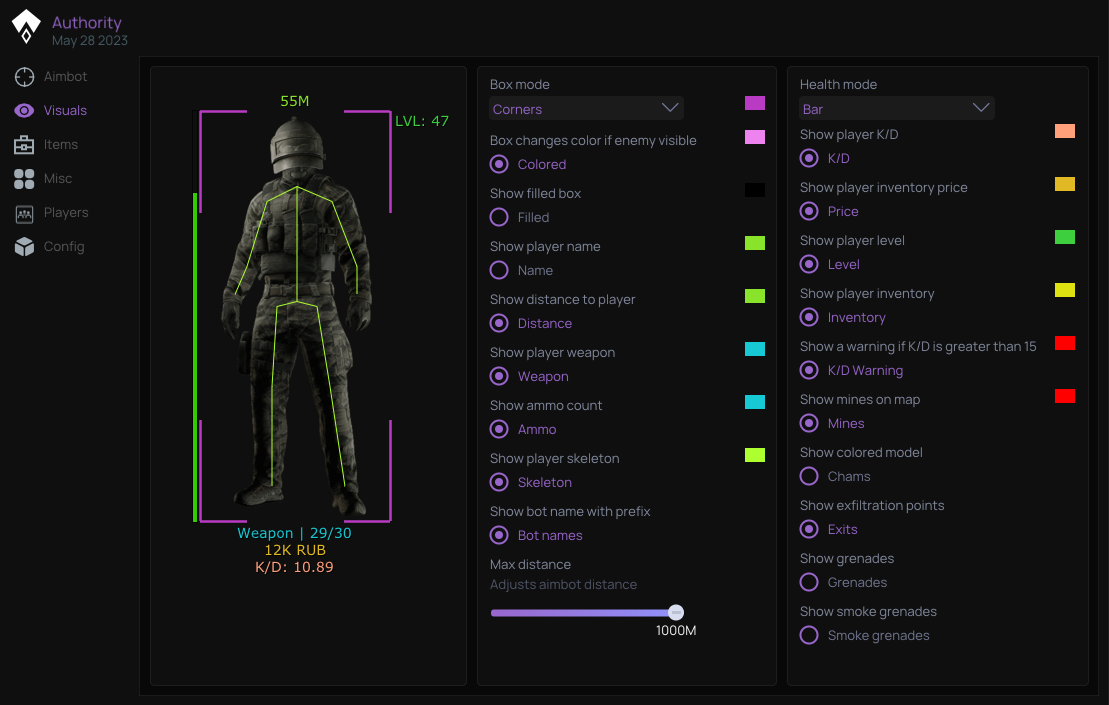 Authority
May 28 2023
Aimbot
Visuals
Items
Misc
Players
Config
55M
LVL: 47
Weapon | 29/30
12K RUB
K/D: 10.89
Box mode
Corners
Box changes color if enemy visible
Colored
Show filled box
Filled
Show player name
Name
Show distance to player
Distance
Show player weapon
Weapon
Show ammo count
Ammo
Show player skeleton
Skeleton
Show bot name with prefix
Bot names
Max distance
Adjusts aimbot distance
1000M
Health mode
Bar
Show player K/D
K/D
Show player inventory price
Price
Show player level
Level
Show player inventory
Inventory
Show a warning if K/D is greater than 15
K/D Warning
Show mines on map
Mines
Show colored model
Chams
Show exfiltration points
Exits
Show grenades
Grenades
Show smoke grenades
Smoke grenades